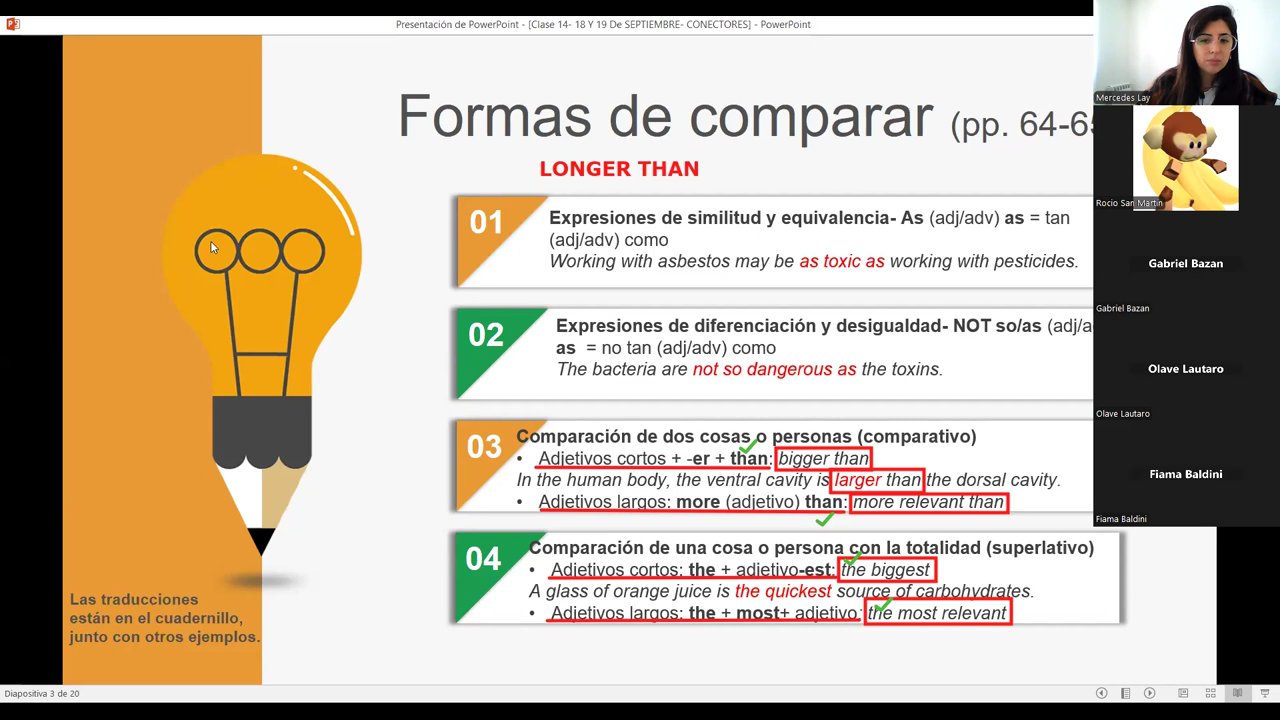 Presentación de PowerPoint - [Clase 14- 18 Y 19 DE SEPTIEMBRE- CONECTORES] - PowerPoint
Formas de comparar (pp. 64-65
LONGER THAN
01
Expresiones de similitud y equivalencia- As (adj/adv) as = tan
(adj/adv) como
Working with asbestos may be as toxic as working with pesticides.
02
Expresiones de diferenciación y desigualdad- NOT so/as (adj/a
as = no tan (adj/adv) como
The bacteria are not so dangerous as the toxins.
03
Comparación de dos cosas o personas (comparativo)
• Adjetivos cortos + -er + than: bigger than
In the human body, the ventral cavity is larger than the dorsal cavity.
• Adjetivos largos: more (adjetivo) than: more relevant than
04
Comparación de una cosa o persona con la totalidad (superlativo)
• Adjetivos cortos: the + adjetivo-est: the biggest
A glass of orange juice is the quickest source of carbohydrates.
• Adjetivos largos: the + most+ adjetivo: the most relevant
Las traducciones
están en el cuadernillo,
junto con otros ejemplos.
Mercedes Lay
Rocio San Martin
Gabriel Bazan
Gabriel Bazan
Olave Lautaro
Olave Lautaro
Fiama Baldini
Fiama Baldini
Diapositiva 3 de 20